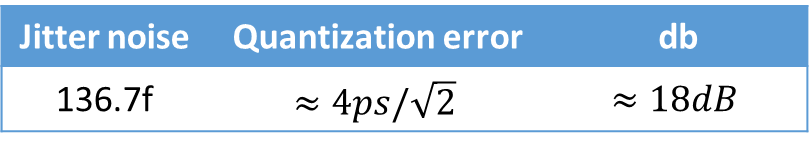 Jitter noise Quantization error db
136.7f ≈ 4ps/√2 ≈ 18dB